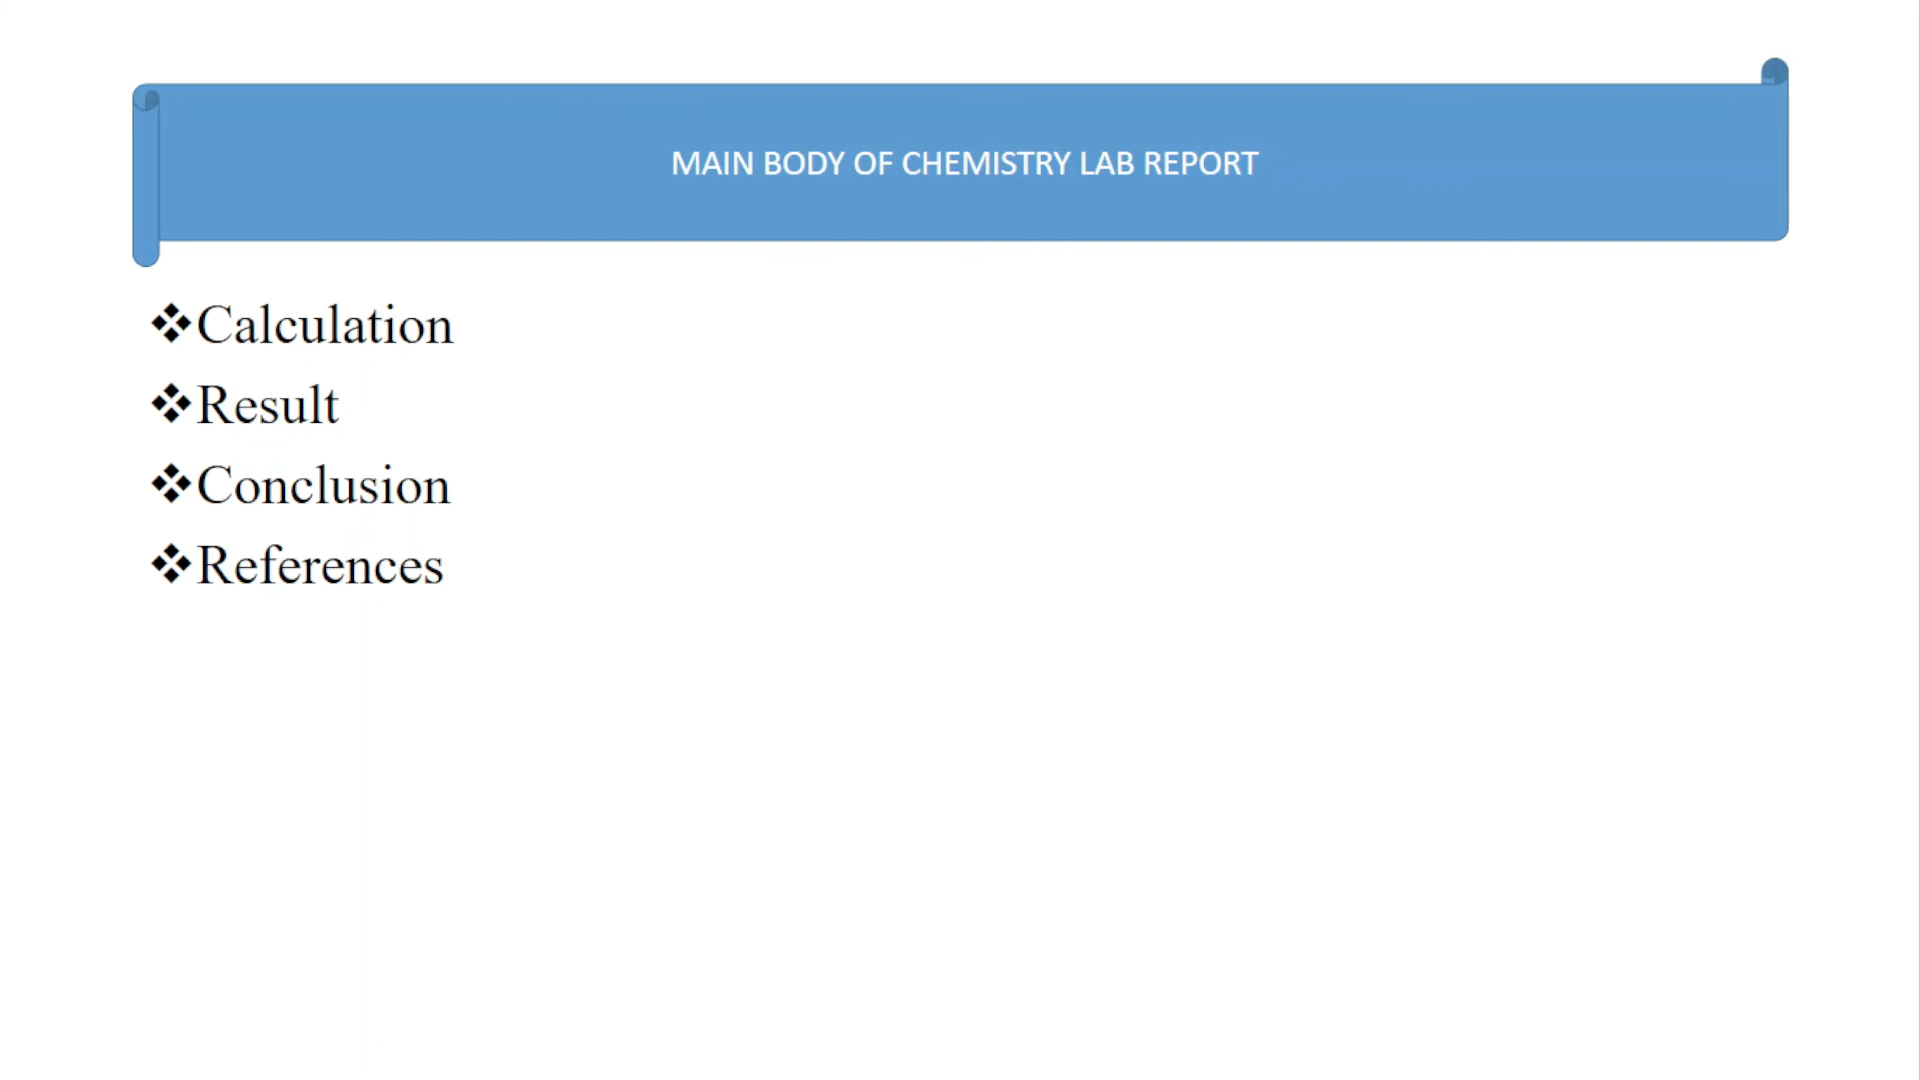 MAIN BODY OF CHEMISTRY LAB REPORT
❖Calculation
❖Result
❖Conclusion
❖References